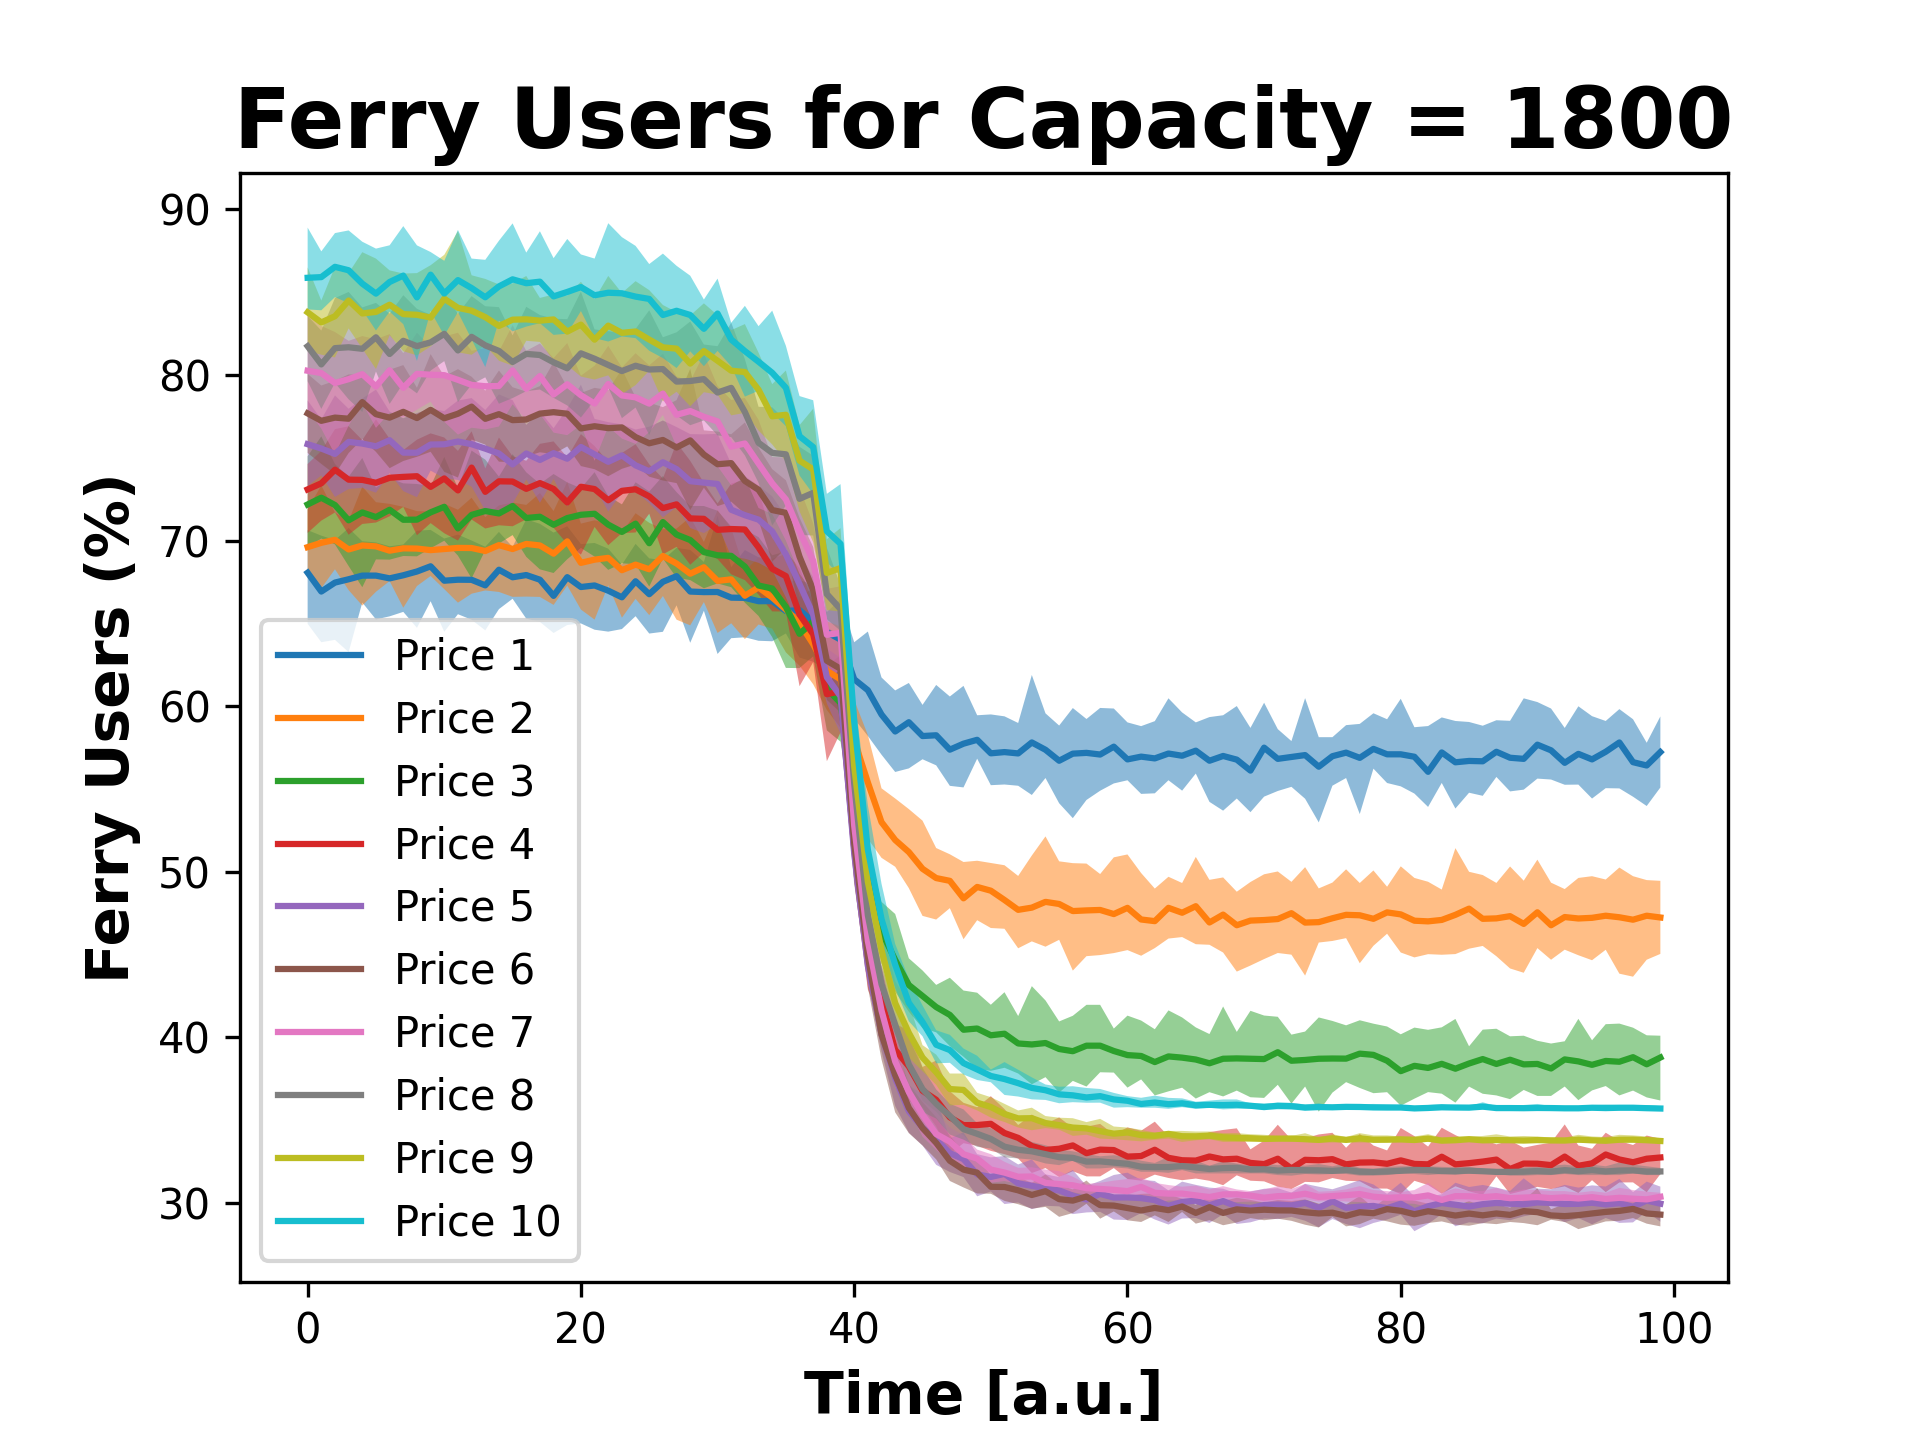 Ferry Users for Capacity = 1800
Ferry Users (%)
90
80
70
60
50
40
30
Price 1
Price 2
Price 3
Price 4
Price 5
Price 6
Price 7
Price 8
Price 9
Price 10
0 20 40 60 80 100
Time [a.u.]